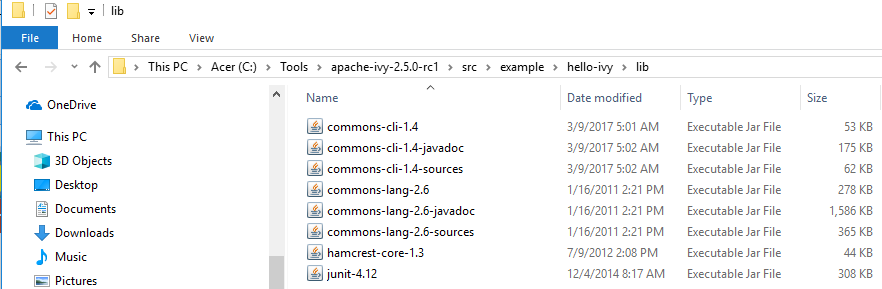 lib
File Home Share View
This PC Acer (C:) Tools apache-ivy-2.5.0-rc1 src example hello-ivy lib
Name Date modified Type Size
OneDrive
This PC
3D Objects
Desktop
Documents
Downloads
Music
Pictures
commons-cli-1.4 3/9/2017 5:01 AM Executable Jar File 53 KB
commons-cli-1.4-javadoc 3/9/2017 5:02 AM Executable Jar File 175 KB
commons-cli-1.4-sources 3/9/2017 5:02 AM Executable Jar File 62 KB
commons-lang-2.6 1/16/2011 2:21 PM Executable Jar File 278 KB
commons-lang-2.6-javadoc 1/16/2011 2:21 PM Executable Jar File 1,586 KB
commons-lang-2.6-sources 1/16/2011 2:21 PM Executable Jar File 365 KB
hamcrest-core-1.3 7/9/2012 2:08 PM Executable Jar File 44 KB
junit-4.12 12/4/2014 8:17 AM Executable Jar File 308 KB